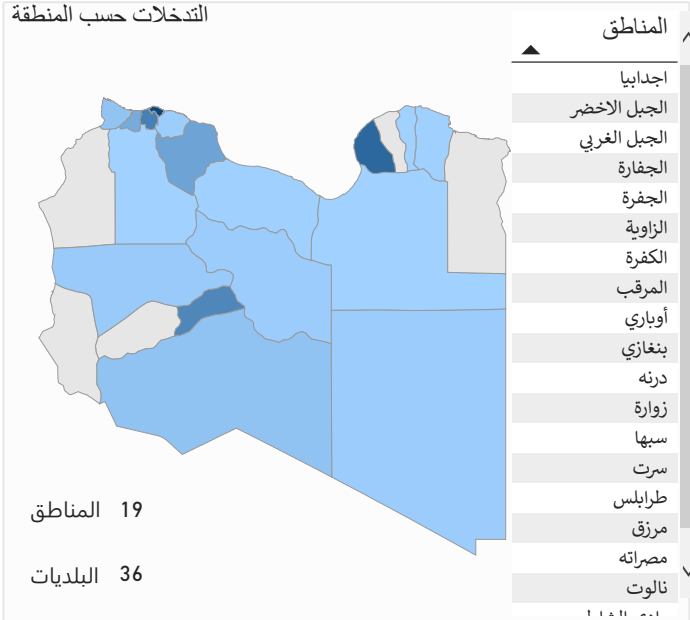 التدخلات حسب المنطقة
المناطق
اجدابيا
الجبل الاخضر
الجبل الغربي
الجفارة
الجفرة
الزاوية
الكفرة
المرقب
أوباري
بنغازي
درنه
زوارة
سبها
سرت
طرابلس
مرزق
مصراته
نالوت
19 المناطق
36 البلديات